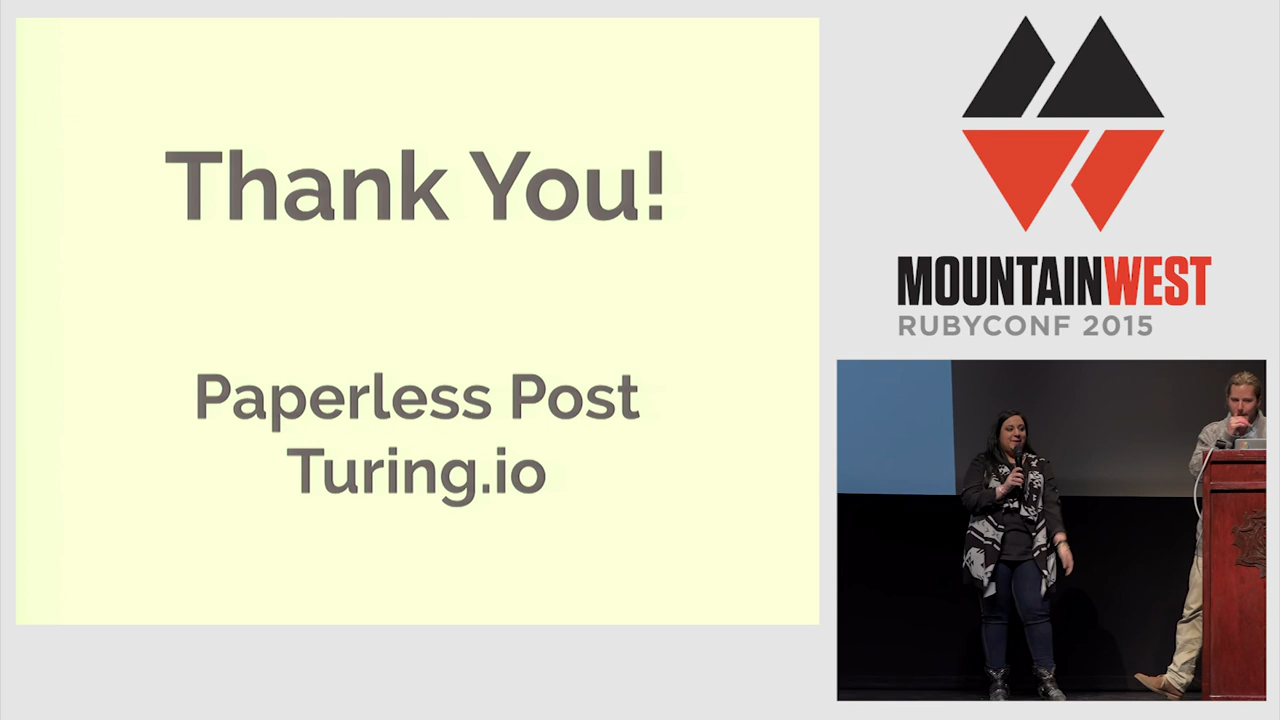 Thank You!
Paperless Post
Turing.io
MOUNTAINWEST
RUBYCONF 2015